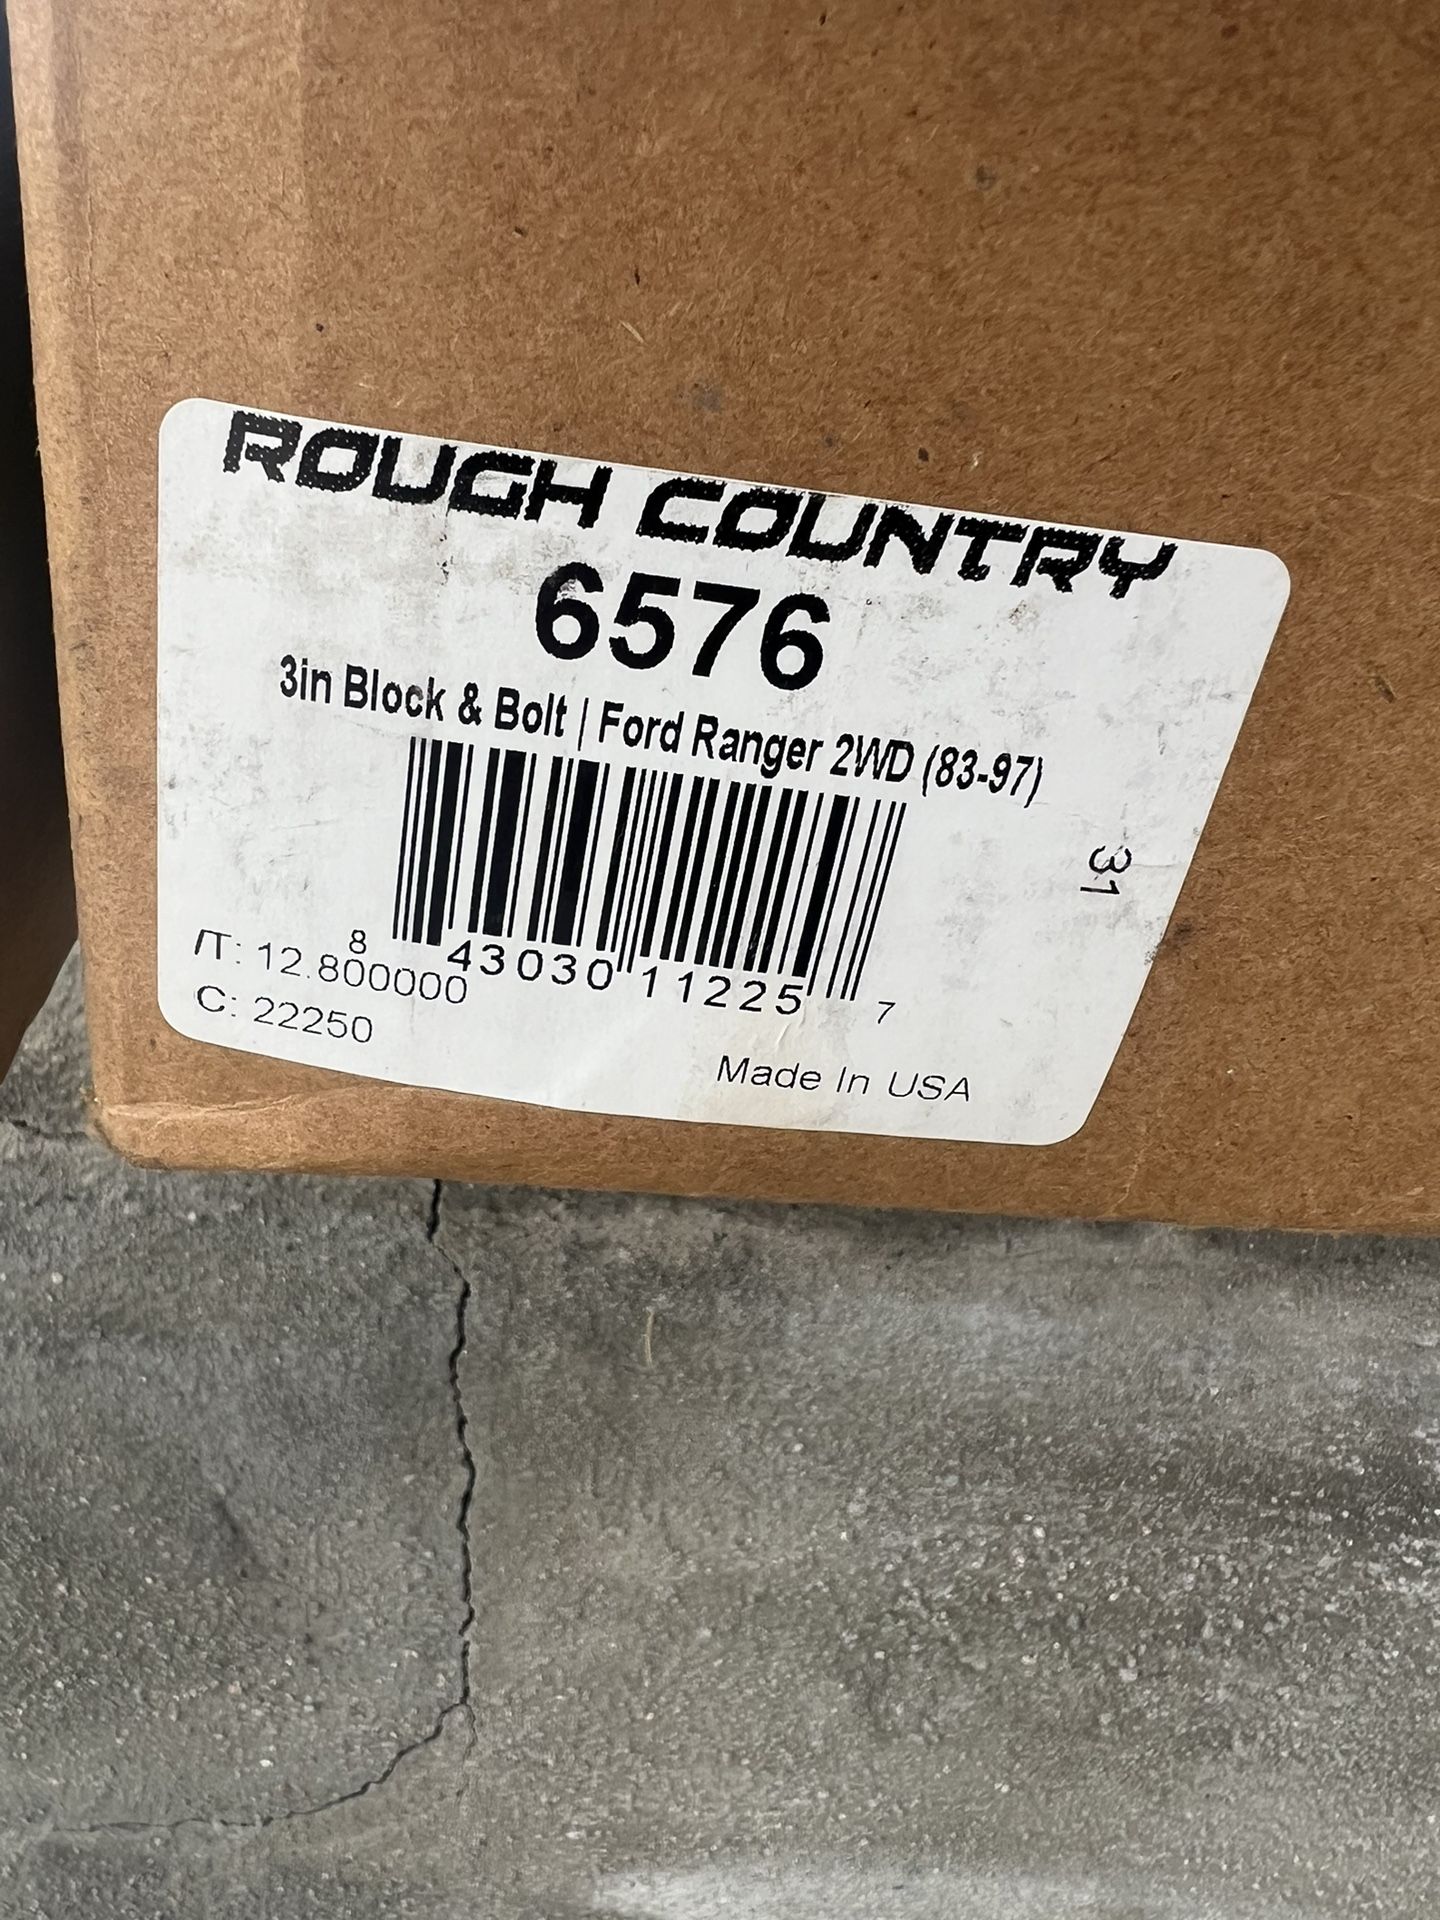 ROUGH COUNTRY
6576
3in Block & Bolt | Ford Ranger 2WD (83-97)
31
8 43030 11225 7
IT: 12.800000
C: 22250
Made In USA